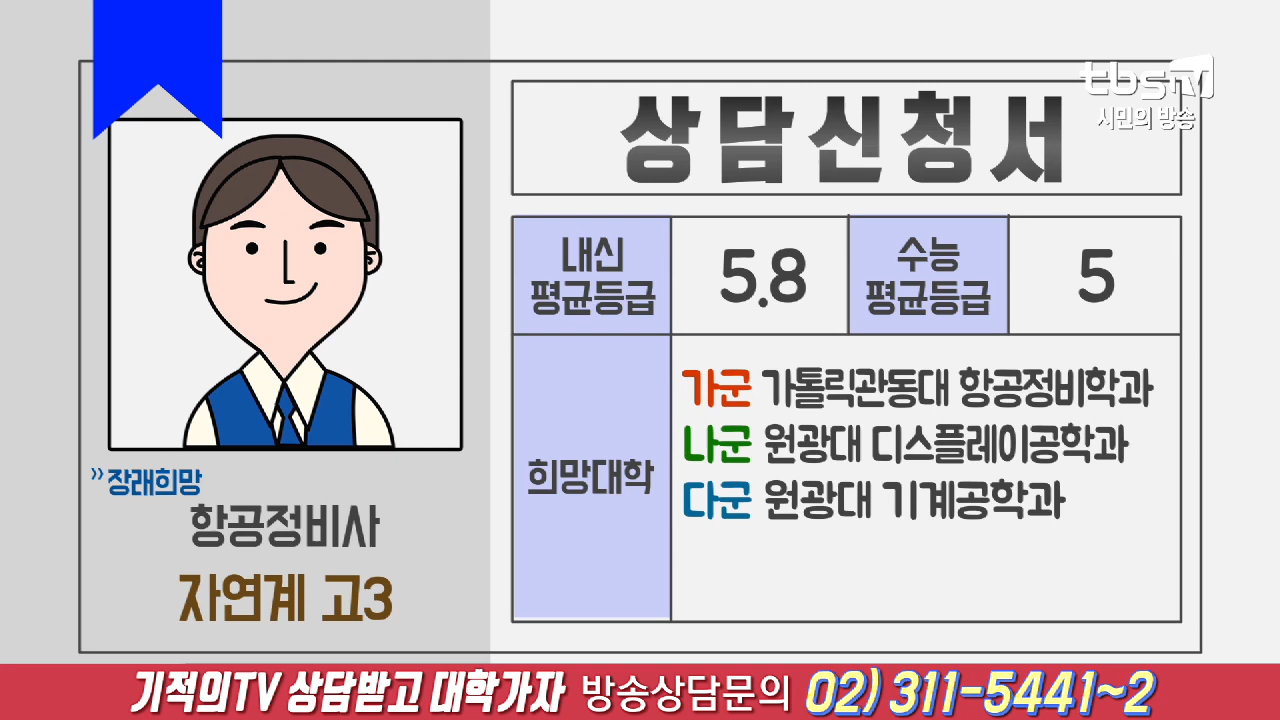 tbsTV
시민의 방송
상담신청서
내신
평균등급
5.8
수능
평균등급
5
희망대학
가군 가톨릭관동대 항공정비학과
나군 원광대 디스플레이공학과
다군 원광대 기계공학과
» 장래희망
항공정비사
자연계 고3
기적의TV 상담받고 대학가자 방송상담문의 02) 311-5441~2